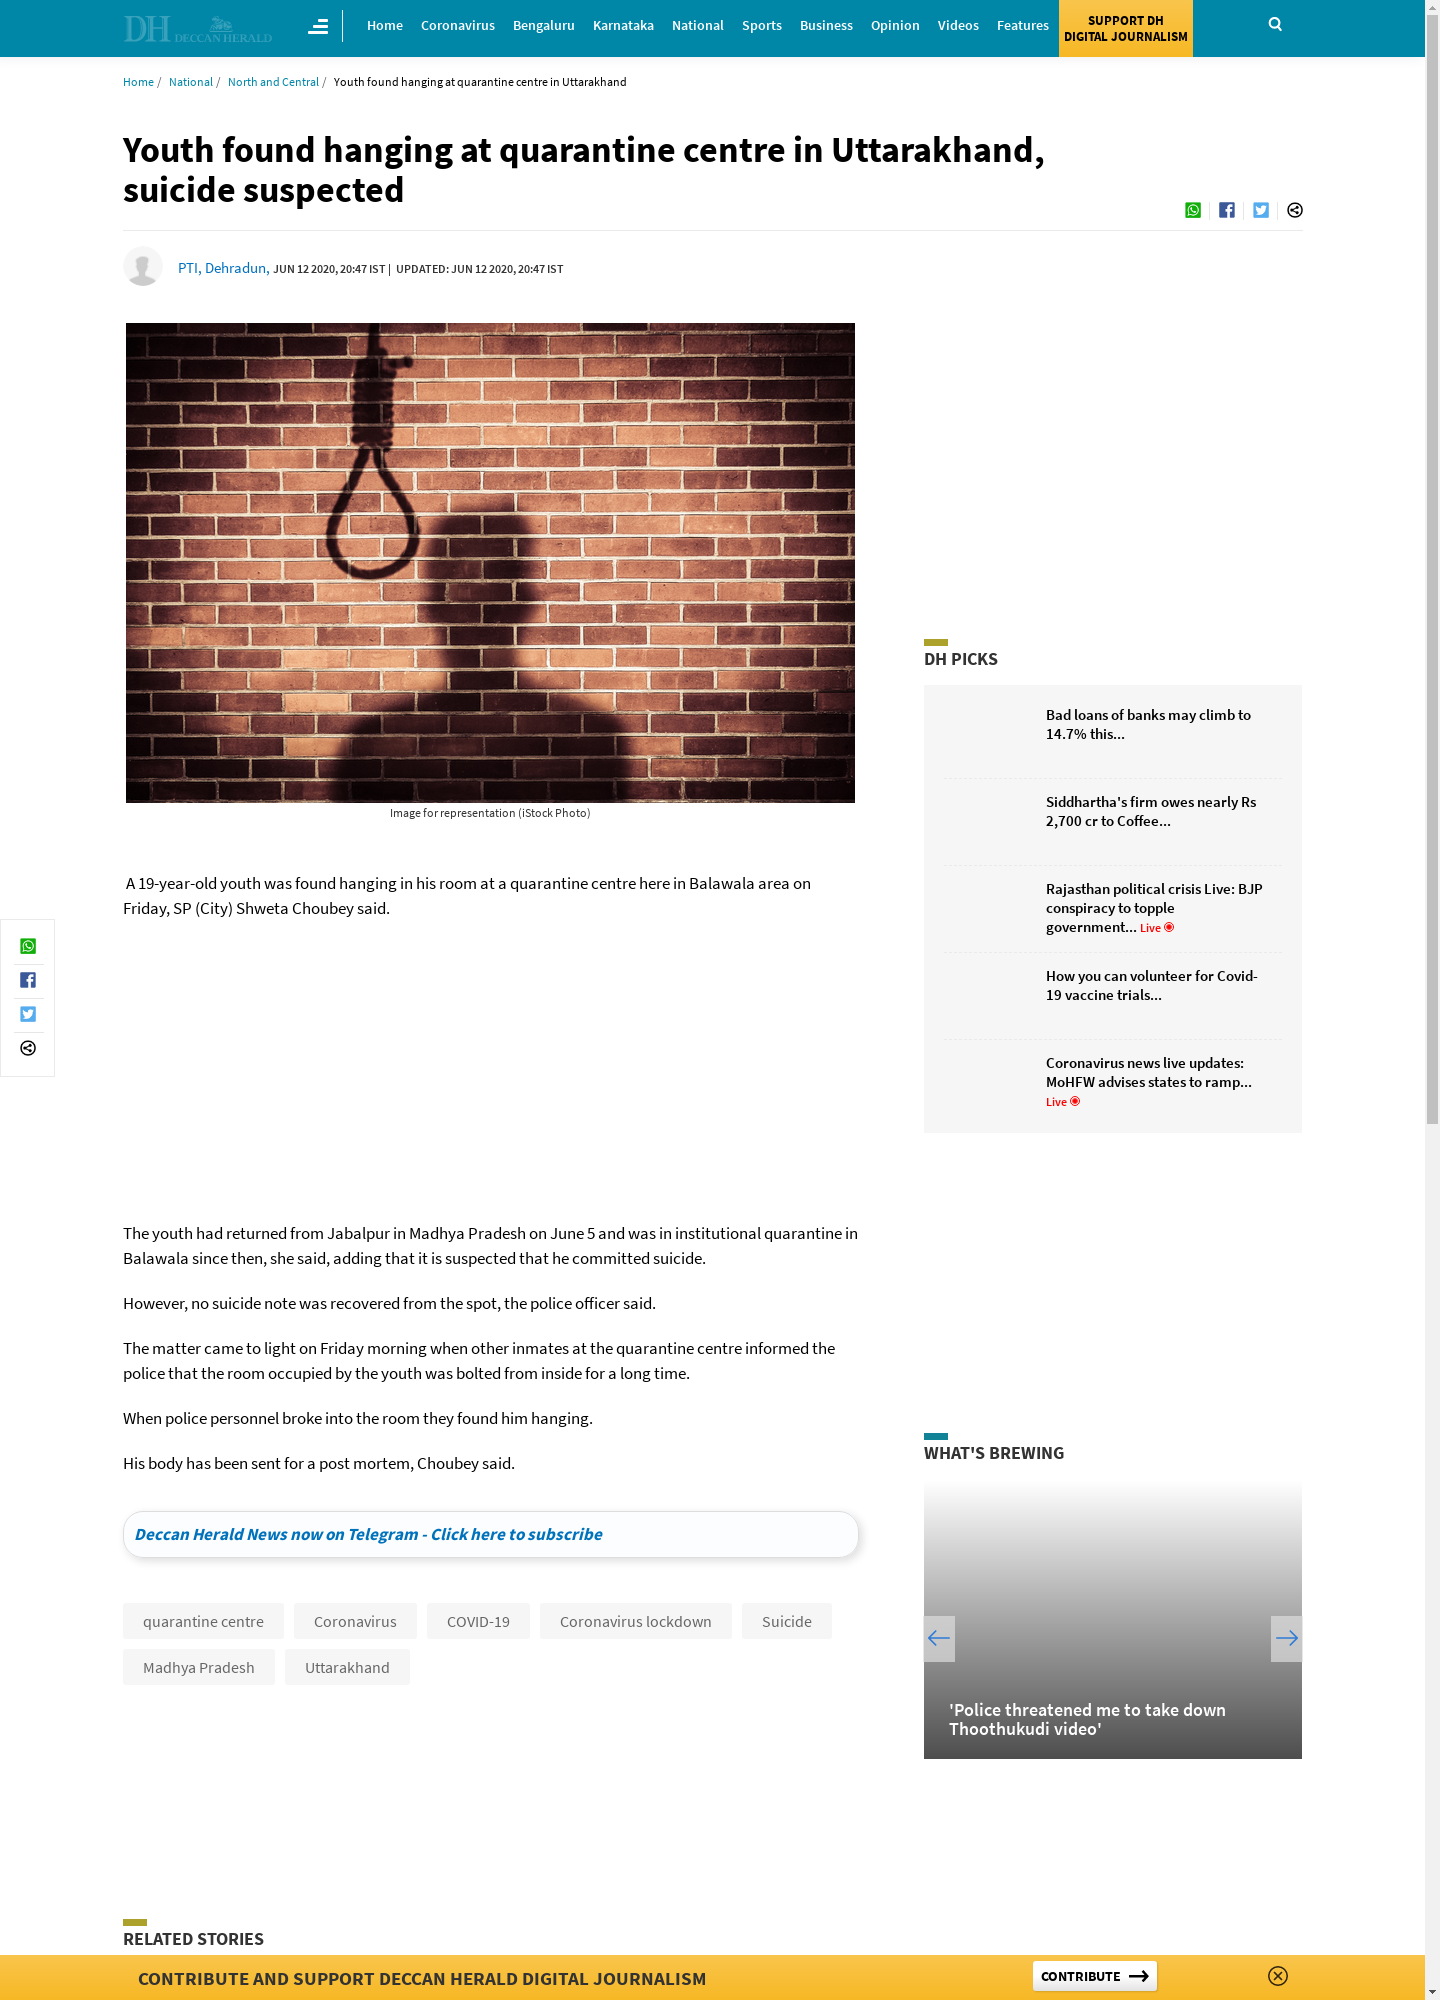 DH DECCAN HERALD
Home Coronavirus Bengaluru Karnataka National Sports Business Opinion Videos Features
SUPPORT DH
DIGITAL JOURNALISM
Home / National / North and Central / Youth found hanging at quarantine centre in Uttarakhand
Youth found hanging at quarantine centre in Uttarakhand,
suicide suspected
PTI, Dehradun, JUN 12 2020, 20:47 IST | UPDATED: JUN 12 2020, 20:47 IST
Image for representation (iStock Photo)
A 19-year-old youth was found hanging in his room at a quarantine centre here in Balawala area on
Friday, SP (City) Shweta Choubey said.
The youth had returned from Jabalpur in Madhya Pradesh on June 5 and was in institutional quarantine in
Balawala since then, she said, adding that it is suspected that he committed suicide.
However, no suicide note was recovered from the spot, the police officer said.
The matter came to light on Friday morning when other inmates at the quarantine centre informed the
police that the room occupied by the youth was bolted from inside for a long time.
When police personnel broke into the room they found him hanging.
His body has been sent for a post mortem, Choubey said.
Deccan Herald News now on Telegram - Click here to subscribe
quarantine centre Coronavirus COVID-19 Coronavirus lockdown Suicide
Madhya Pradesh Uttarakhand
DH PICKS
Bad loans of banks may climb to
14.7% this...
Siddhartha's firm owes nearly Rs
2,700 cr to Coffee...
Rajasthan political crisis Live: BJP
conspiracy to topple
government... Live
How you can volunteer for Covid-
19 vaccine trials...
Coronavirus news live updates:
MoHFW advises states to ramp...
Live
WHAT'S BREWING
'Police threatened me to take down
Thoothukudi video'
RELATED STORIES
CONTRIBUTE AND SUPPORT DECCAN HERALD DIGITAL JOURNALISM
CONTRIBUTE